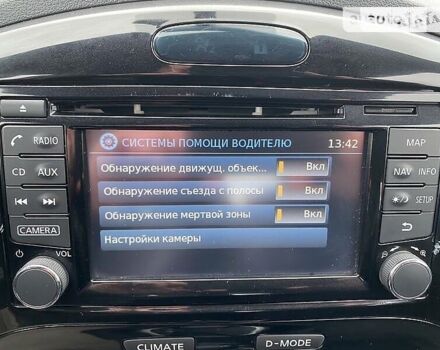 AUTO.RIA
RADIO
MAP
СИСТЕМЫ ПОМОЩИ ВОДИТЕЛЮ 13:42
Обнаружение движущ. объек... Вкл
CD AUX
NAV INFO
Обнаружение съезда с полосы Вкл
SETUP
Обнаружение мертвой зоны Вкл
CAMERA
Настройки камеры
VOL
CLIMATE
D-MODE